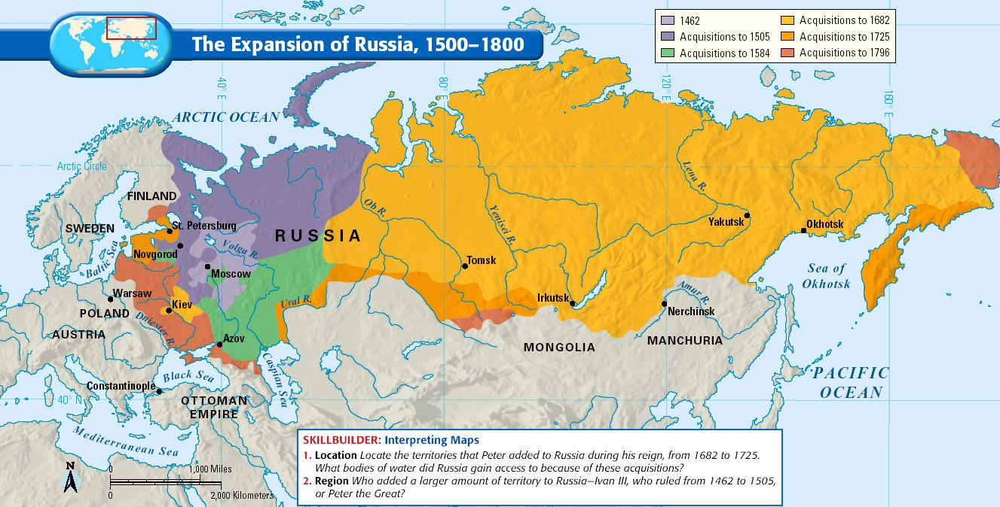 The Expansion of Russia, 1500–1800
1462
Acquisitions to 1505
Acquisitions to 1584
Acquisitions to 1682
Acquisitions to 1725
Acquisitions to 1796
40° E
80° E
120° E
160° E
ARCTIC OCEAN
Arctic Circle
FINLAND
SWEDEN
St. Petersburg
RUSSIA
Ob R.
Yenisei R.
Lena R.
Yakutsk
Okhotsk
Baltic Sea
Novgorod
Volga R.
Moscow
Tomsk
Sea of
Okhotsk
Warsaw
POLAND
Kiev
Ural R.
Irkutsk
Amur R.
Nerchinsk
Dniester R.
AUSTRIA
Azov
MONGOLIA
MANCHURIA
Black Sea
Caspian Sea
Constantinople
PACIFIC
OCEAN
40° N
OTTOMAN
EMPIRE
Mediterranean Sea
N
0
1,000 Miles
0
2,000 Kilometers
SKILLBUILDER: Interpreting Maps
1. Location Locate the territories that Peter added to Russia during his reign, from 1682 to 1725.
What bodies of water did Russia gain access to because of these acquisitions?
2. Region Who added a larger amount of territory to Russia—Ivan III, who ruled from 1462 to 1505,
or Peter the Great?